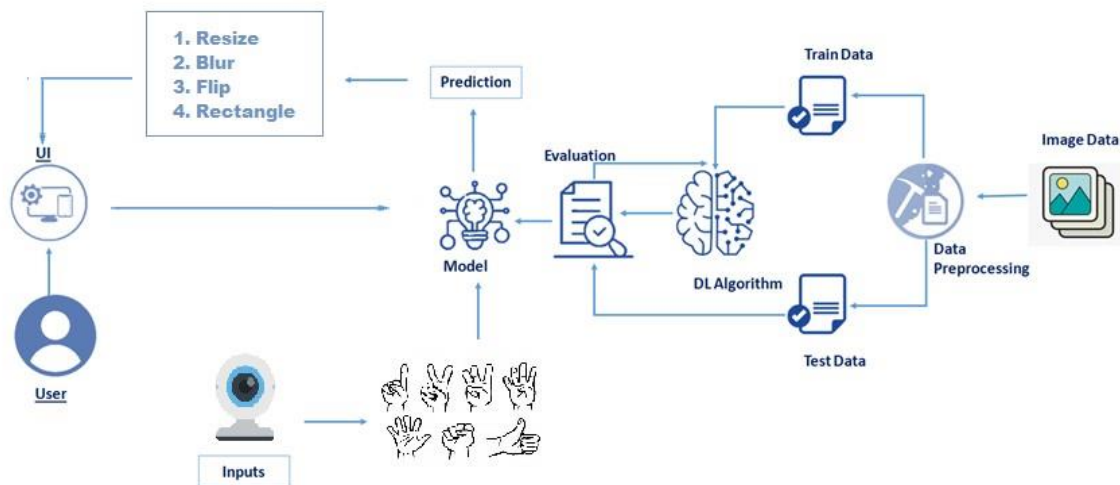 1. Resize
2. Blur
3. Flip
4. Rectangle
Prediction
Train Data
Evaluation
Image Data
UI
Model
DL Algorithm
Data
Preprocessing
Test Data
User
Inputs